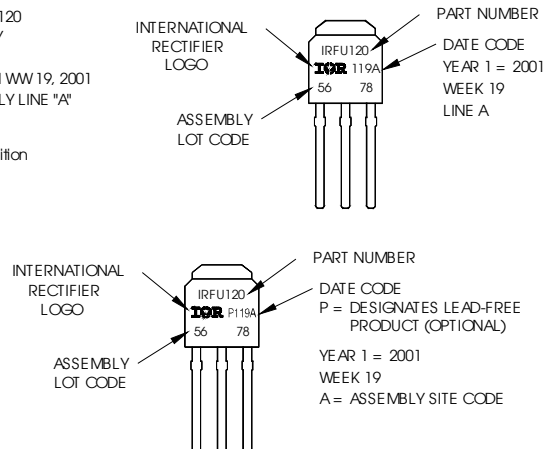 120
WW 19, 2001
LY LINE "A"
ition
INTERNATIONAL
RECTIFIER
LOGO
ASSEMBLY
LOT CODE
IRFU120
IOR 119A
56 78
PART NUMBER
DATE CODE
YEAR 1 = 2001
WEEK 19
LINE A
INTERNATIONAL
RECTIFIER
LOGO
ASSEMBLY
LOT CODE
IRFU120
IOR P119A
56 78
PART NUMBER
DATE CODE
P = DESIGNATES LEAD-FREE
PRODUCT (OPTIONAL)
YEAR 1 = 2001
WEEK 19
A = ASSEMBLY SITE CODE